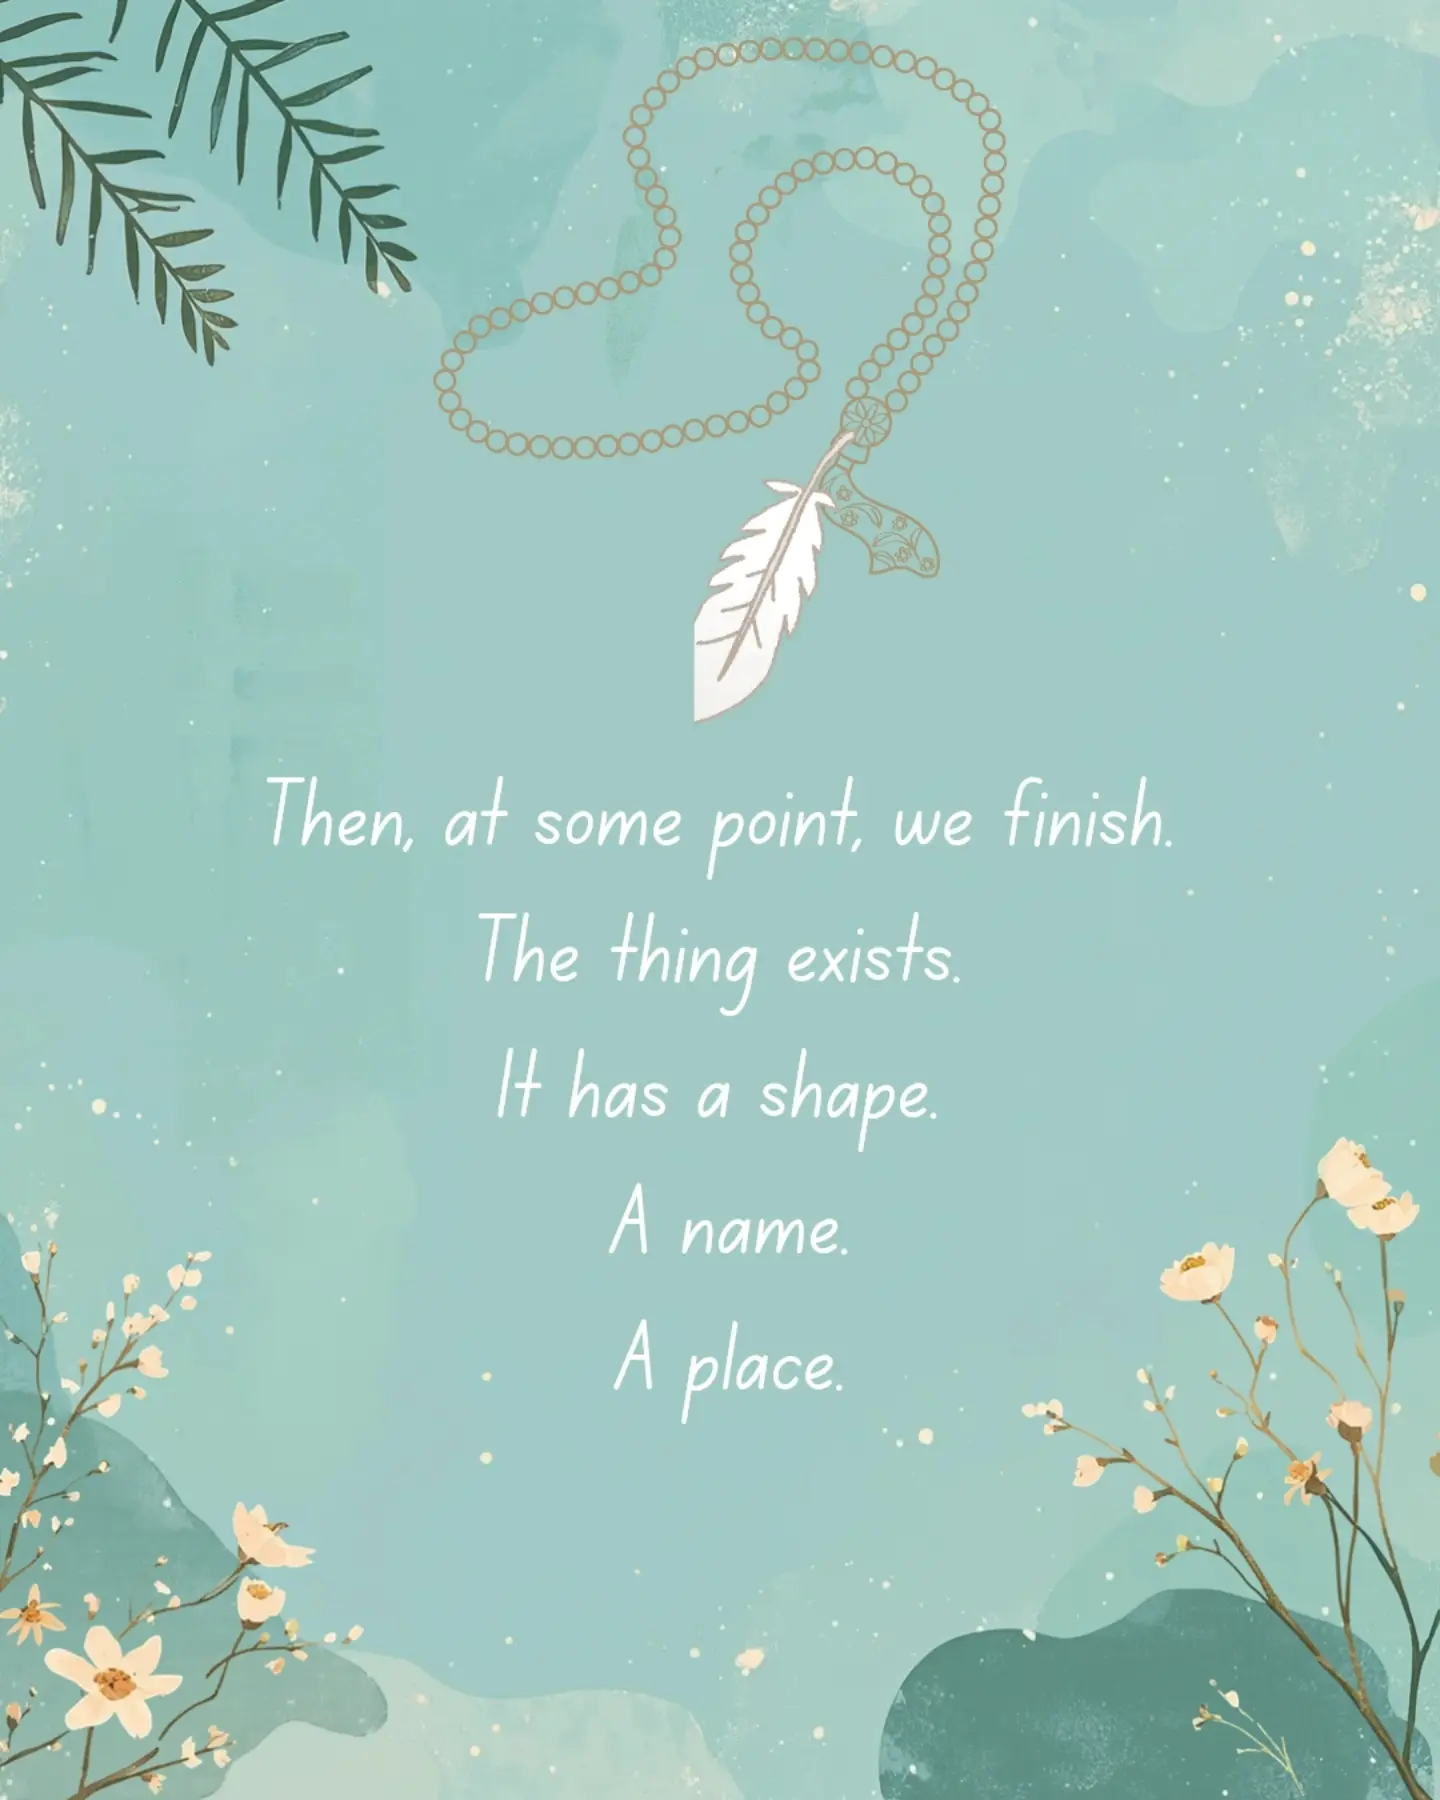 Then, at some point, we finish.
The thing exists.
It has a shape.
A name.
A place.